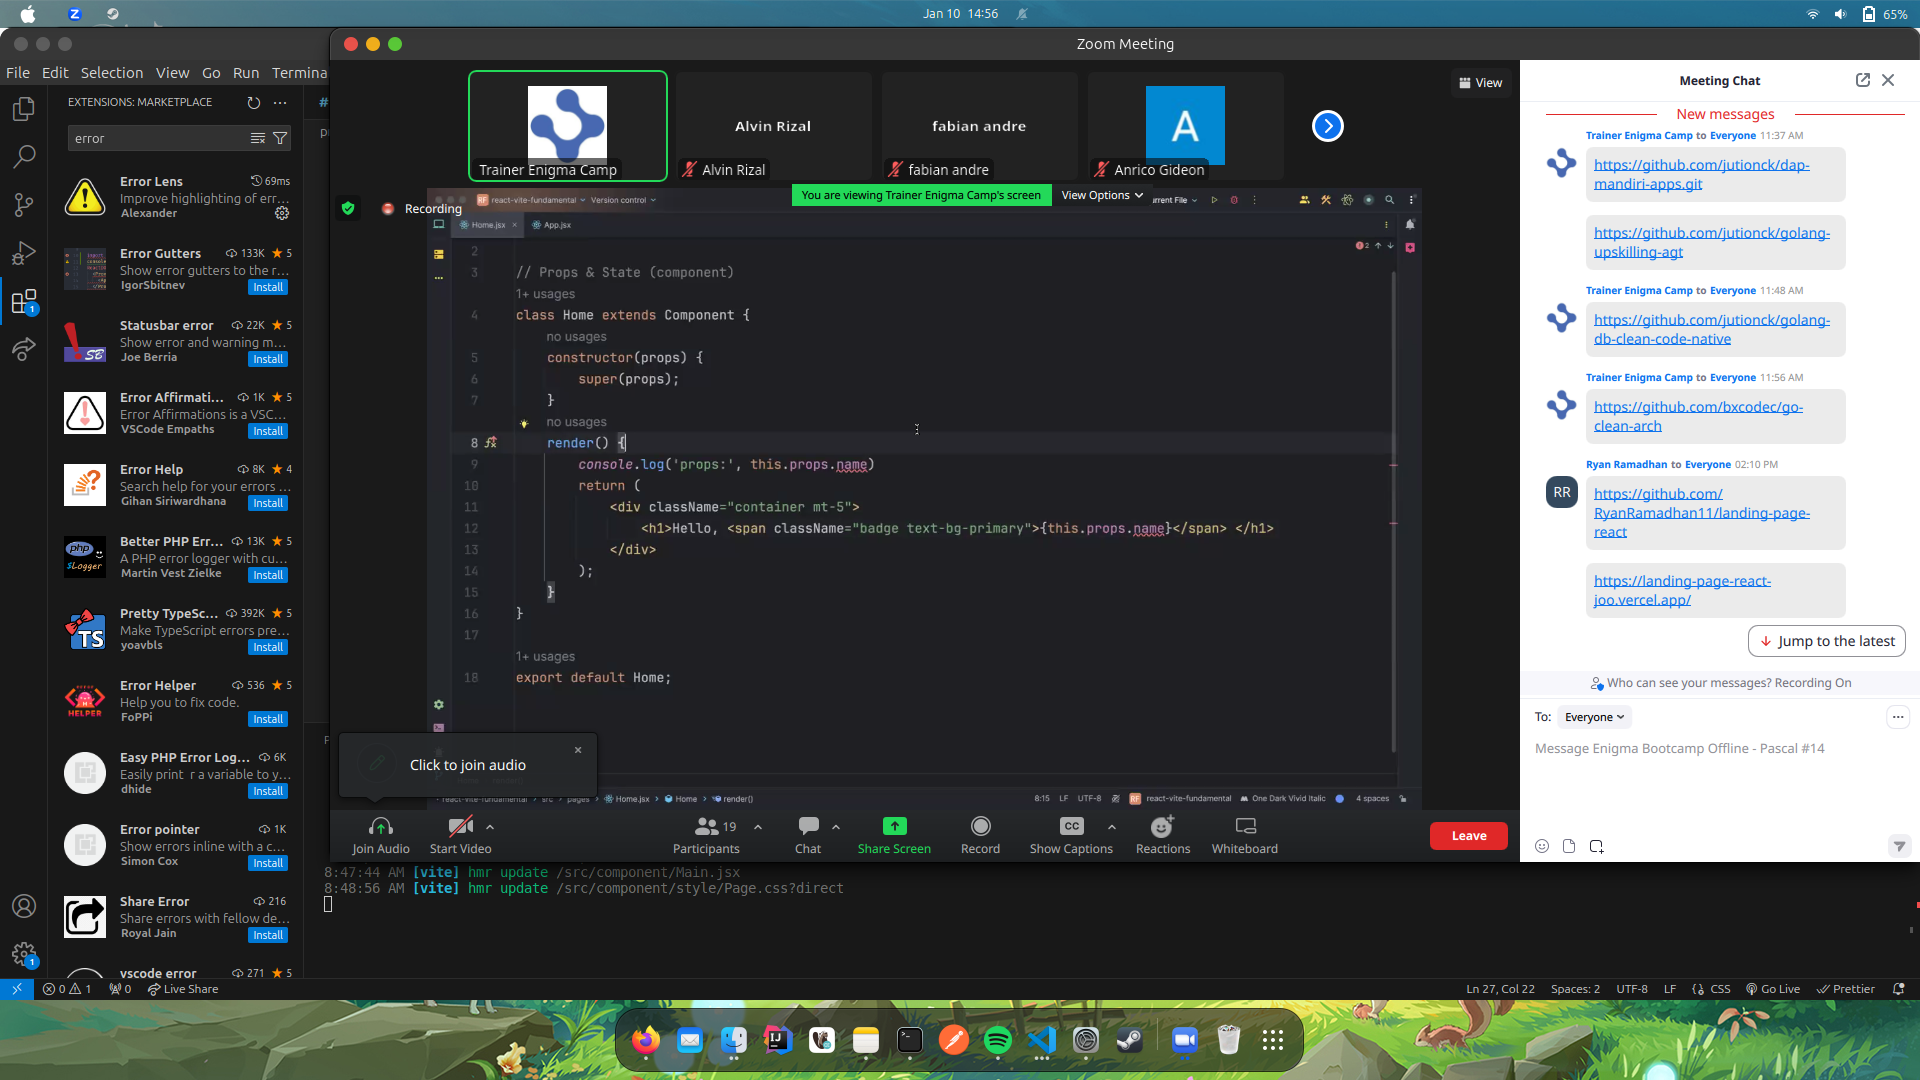 Jan 10 14:56
65%
File Edit Selection View Go Run Termina
EXTENSIONS: MARKETPLACE
error
Error Lens 69ms
Improve highlighting of err...
Alexander
Error Gutters 133K 5
Show error gutters to the r...
IgorSbitnev Install
Statusbar error 22K 5
Show error and warning m...
Joe Berria Install
Error Affirmati... 1K 5
Error Affirmations is a VSC...
VSCode Empaths Install
Error Help 8K 4
Search help for your errors ...
Gihan Siriwardhana Install
Better PHP Err... 13K 5
A PHP error logger with cu...
Martin Vest Zielke Install
Pretty TypeSc... 392K 5
Make TypeScript errors pre...
yoavbls Install
Error Helper 536 5
Help you to fix code.
FoPPi Install
Easy PHP Error Log... 6K
Easily print r a variable to y...
dhide Install
Error pointer 1K
Show errors inline with a c...
Simon Cox Install
Share Error 216
Share errors with fellow de...
Royal Jain Install
vscode error 271 5
Zoom Meeting
View
Trainer Enigma Camp
Alvin Rizal
Alvin Rizal
fabian andre
fabian andre
A
Anrico Gideon
You are viewing Trainer Enigma Camp's screen View Options
Recording
RF react-vite-fundamental Version control
urrent File
Home.jsx App.jsx
2
3 // Props & State (component)
1+ usages
4 class Home extends Component {
no usages
5 constructor(props) {
6 super(props);
7 }
no usages
8 render() {
9 console.log('props:', this.props.name)
10 return (
11 <div className="container mt-5">
12 <h1>Hello, <span className="badge text-bg-primary">{this.props.name}</span> </h1>
13 </div>
14 );
15 }
16 }
17
1+ usages
18 export default Home;
Click to join audio
react-vite-fundamental > src > pages > Home.jsx > Home > render()
8:15 LF UTF-8 RF react-vite-fundamental One Dark Vivid Italic 4 spaces
Join Audio
Start Video
Participants 19
Chat
Share Screen
Record
Show Captions
Reactions
Whiteboard
Leave
Meeting Chat
New messages
Trainer Enigma Camp to Everyone 11:37 AM
https://github.com/jutionck/dap-
mandiri-apps.git
https://github.com/jutionck/golang-
upskilling-agt
Trainer Enigma Camp to Everyone 11:48 AM
https://github.com/jutionck/golang-
db-clean-code-native
Trainer Enigma Camp to Everyone 11:56 AM
https://github.com/bxcodec/go-
clean-arch
Ryan Ramadhan to Everyone 02:10 PM
RR
https://github.com/
RyanRamadhan11/landing-page-
react
https://landing-page-react-
joo.vercel.app/
Jump to the latest
Who can see your messages? Recording On
To: Everyone
Message Enigma Bootcamp Offline - Pascal #14
8:47:44 AM [vite] hmr update /src/component/Main.jsx
8:48:56 AM [vite] hmr update /src/component/style/Page.css?direct
0 1 0 Live Share
Ln 27, Col 22 Spaces: 2 UTF-8 LF CSS Go Live Prettier